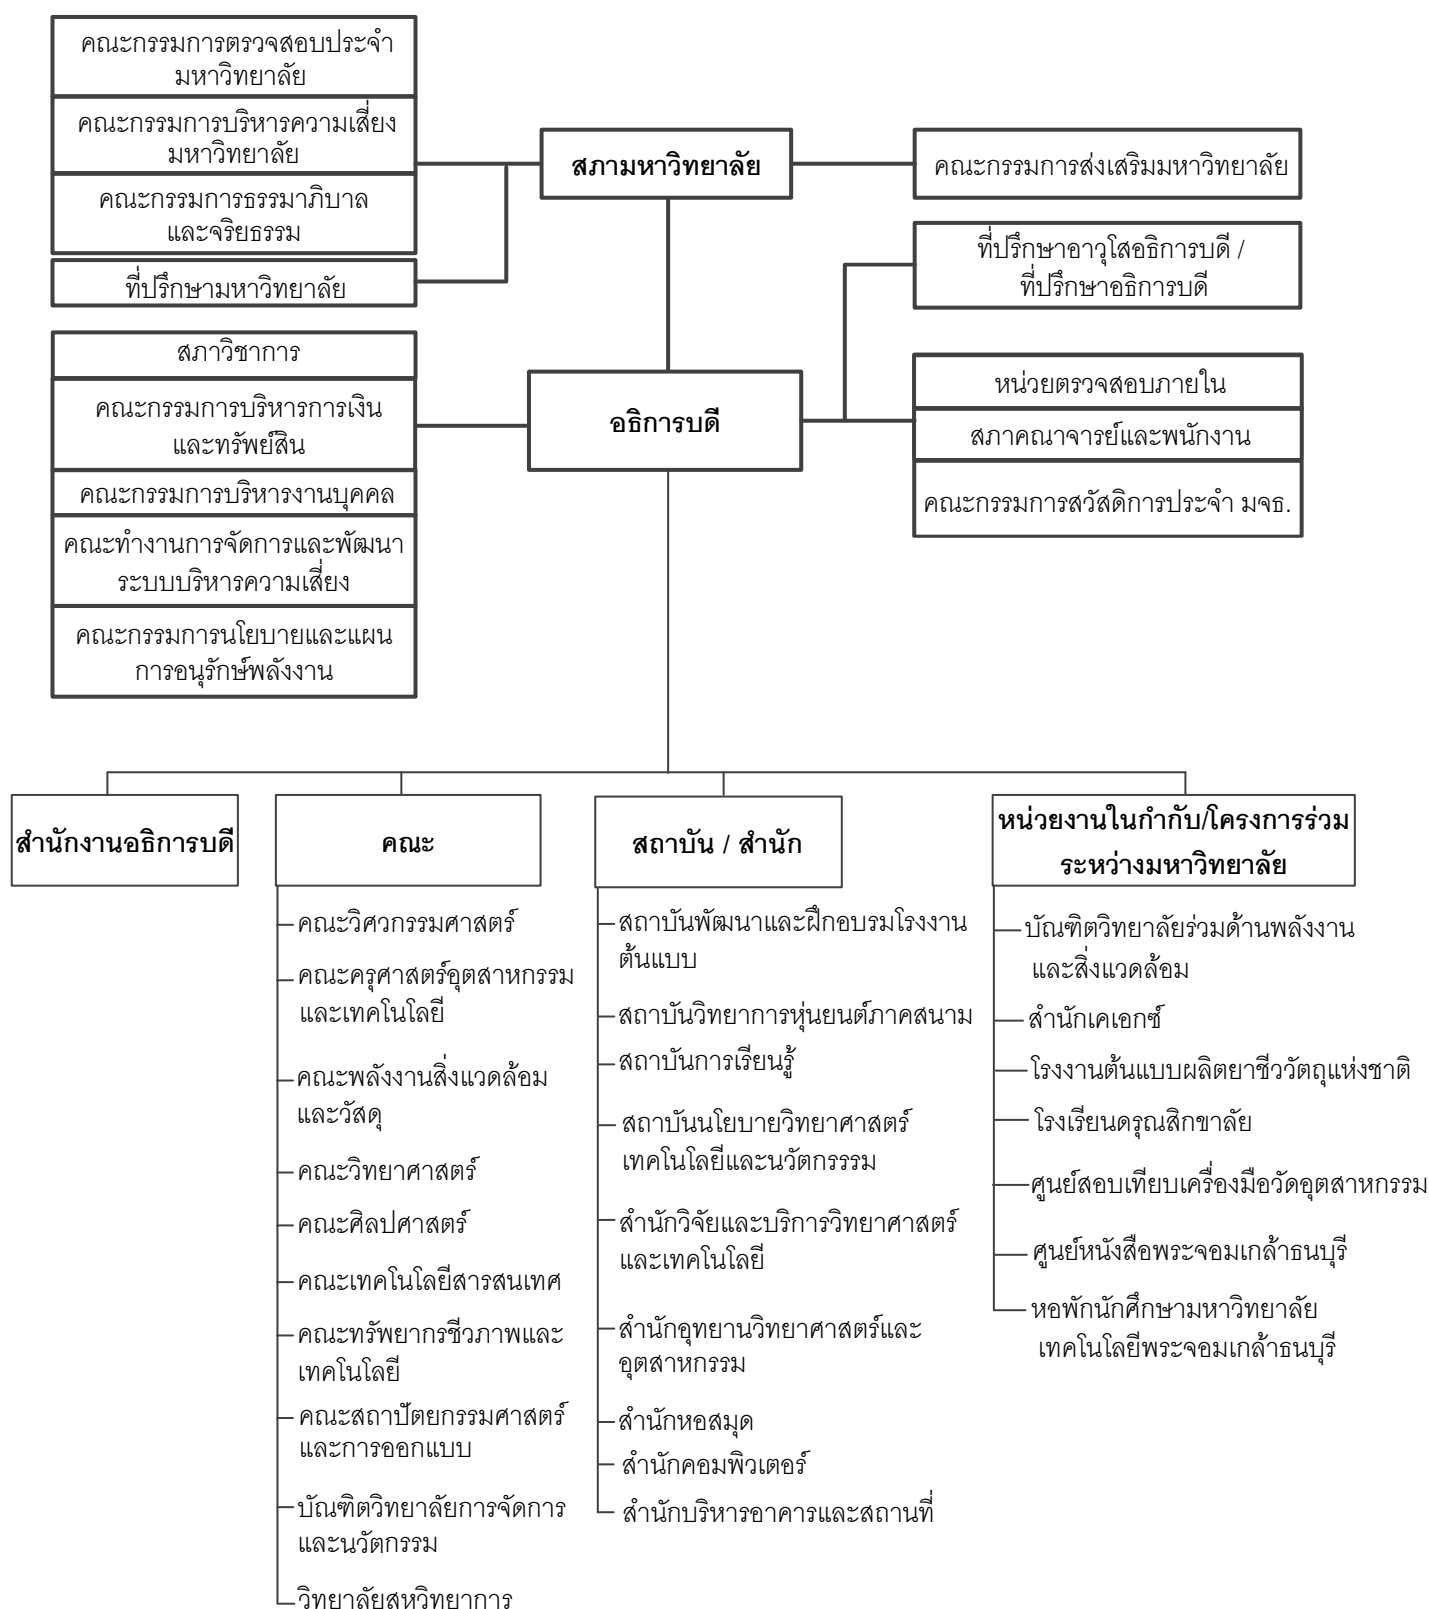 คณะกรรมการตรวจสอบประจำ
มหาวิทยาลัย
คณะกรรมการบริหารความเสี่ยง
มหาวิทยาลัย
คณะกรรมการธรรมาภิบาล
และจริยธรรม
ที่ปรึกษามหาวิทยาลัย
สภามหาวิทยาลัย
คณะกรรมการส่งเสริมมหาวิทยาลัย
ที่ปรึกษาอาวุโสอธิการบดี /
ที่ปรึกษาอธิการบดี
สภาวิชาการ
คณะกรรมการบริหารการเงิน
และทรัพย์สิน
คณะกรรมการบริหารงานบุคคล
คณะทำงานการจัดการและพัฒนา
ระบบบริหารความเสี่ยง
คณะกรรมการนโยบายและแผน
การอนุรักษ์พลังงาน
อธิการบดี
หน่วยตรวจสอบภายใน
สภาคณาจารย์และพนักงาน
คณะกรรมการสวัสดิการประจำ มจธ.
สำนักงานอธิการบดี
คณะ
คณะวิศวกรรมศาสตร์
คณะครุศาสตร์อุตสาหกรรม
และเทคโนโลยี
คณะพลังงานสิ่งแวดล้อม
และวัสดุ
คณะวิทยาศาสตร์
คณะศิลปศาสตร์
คณะเทคโนโลยีสารสนเทศ
คณะทรัพยากรชีวภาพและ
เทคโนโลยี
คณะสถาปัตยกรรมศาสตร์
และการออกแบบ
บัณฑิตวิทยาลัยการจัดการ
และนวัตกรรม
วิทยาลัยสหวิทยาการ
สถาบัน / สำนัก
สถาบันพัฒนาและฝึกอบรมโรงงาน
ต้นแบบ
สถาบันวิทยาการหุ่นยนต์ภาคสนาม
สถาบันการเรียนรู้
สถาบันนโยบายวิทยาศาสตร์
เทคโนโลยีและนวัตกรรรม
สำนักวิจัยและบริการวิทยาศาสตร์
และเทคโนโลยี
สำนักอุทยานวิทยาศาสตร์และ
อุตสาหกรรม
สำนักหอสมุด
สำนักคอมพิวเตอร์
สำนักบริหารอาคารและสถานที่
หน่วยงานในกำกับ/โครงการร่วม
ระหว่างมหาวิทยาลัย
บัณฑิตวิทยาลัยร่วมด้านพลังงาน
และสิ่งแวดล้อม
สำนักเคเอกซ์
โรงงานต้นแบบผลิตยาชีววัตถุแห่งชาติ
โรงเรียนดรุณสิกขาลัย
ศูนย์สอบเทียบเครื่องมือวัดอุตสาหกรรม
ศูนย์หนังสือพระจอมเกล้าธนบุรี
หอพักนักศึกษามหาวิทยาลัย
เทคโนโลยีพระจอมเกล้าธนบุรี